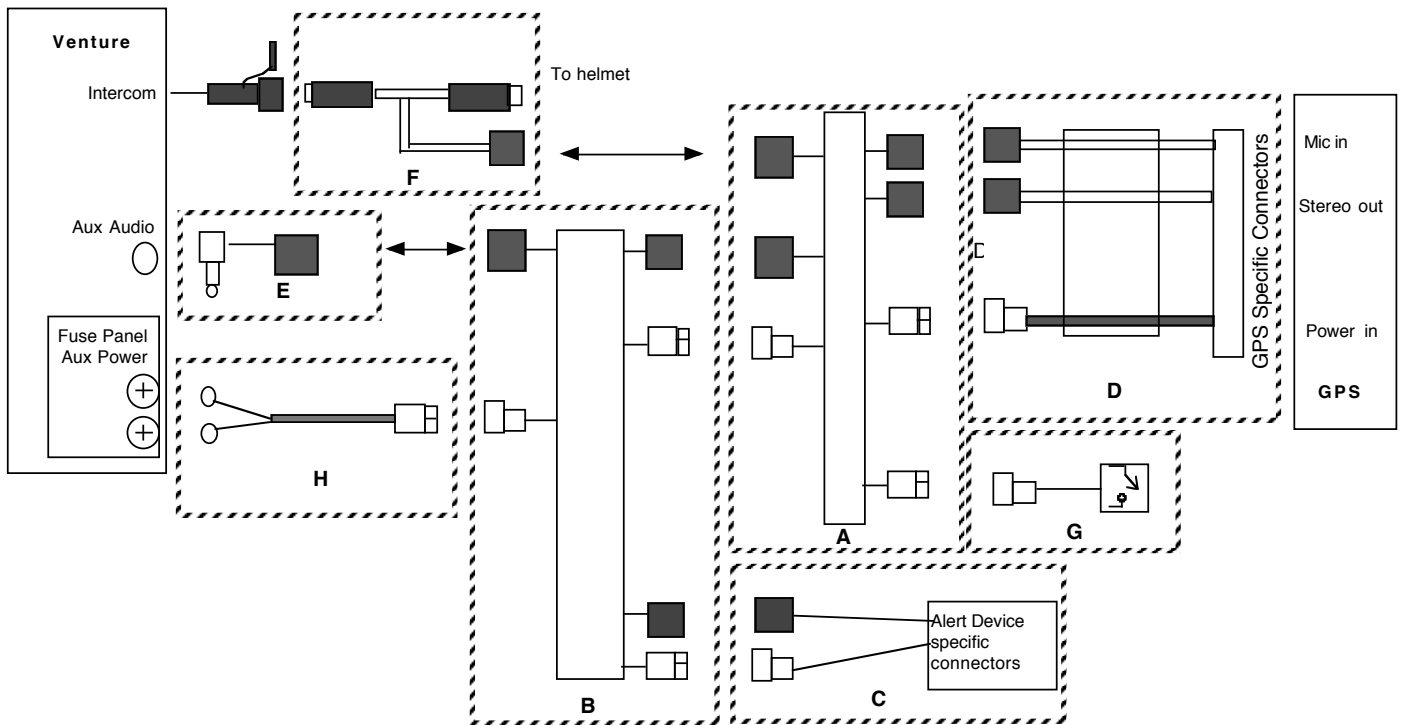 Venture
Intercom
To helmet
F
Aux Audio
E
Fuse Panel
Aux Power
H
B
A
GPS Specific Connectors
D
D
Mic in
Stereo out
Power in
GPS
G
Alert Device
specific
connectors
C